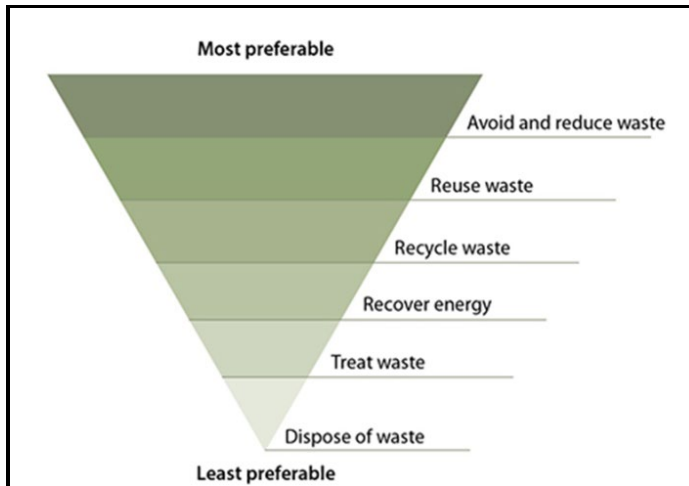 Most preferable
Avoid and reduce waste
Reuse waste
Recycle waste
Recover energy
Treat waste
Dispose of waste
Least preferable